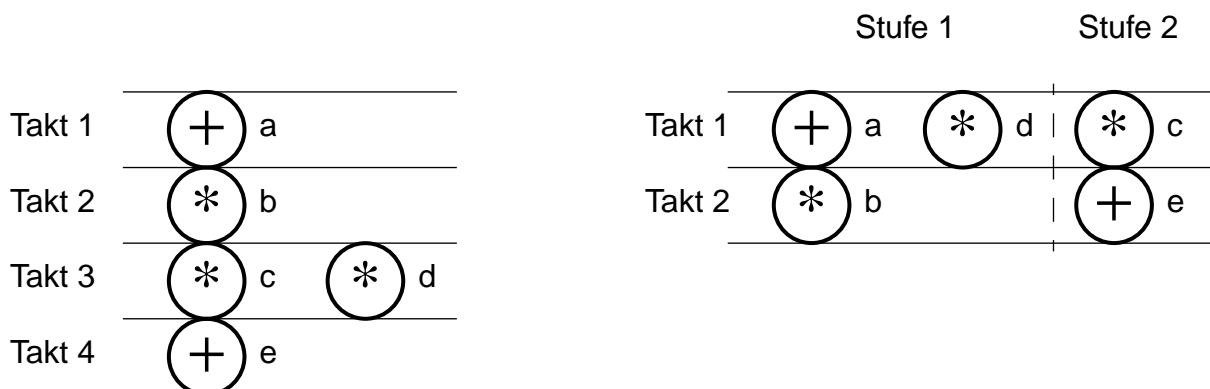 Stufe 1 Stufe 2
Takt 1 + a
Takt 2 * b
Takt 3 * c * d
Takt 4 + e
Takt 1 + a * d * c
Takt 2 * b + e